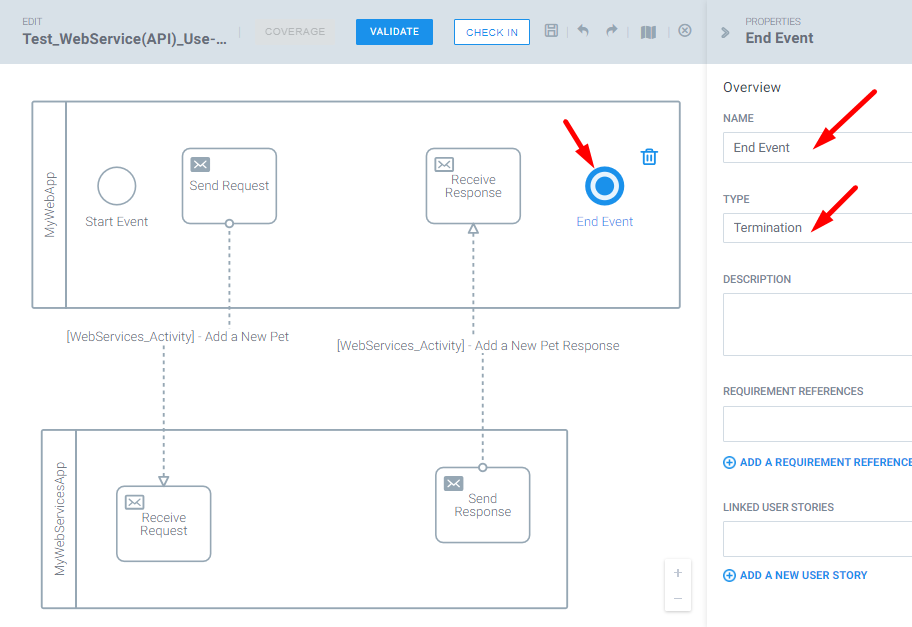 EDIT
Test_WebService(API)_Use-...
COVERAGE
VALIDATE
CHECK IN
PROPERTIES
End Event
MyWebApp
Start Event
Send Request
Receive
Response
End Event
[WebServices_Activity] - Add a New Pet
[WebServices_Activity] - Add a New Pet Response
MyWebServicesApp
Receive
Request
Send
Response
+
−
Overview
NAME
End Event
TYPE
Termination
DESCRIPTION
REQUIREMENT REFERENCES
ADD A REQUIREMENT REFERENCE
LINKED USER STORIES
ADD A NEW USER STORY